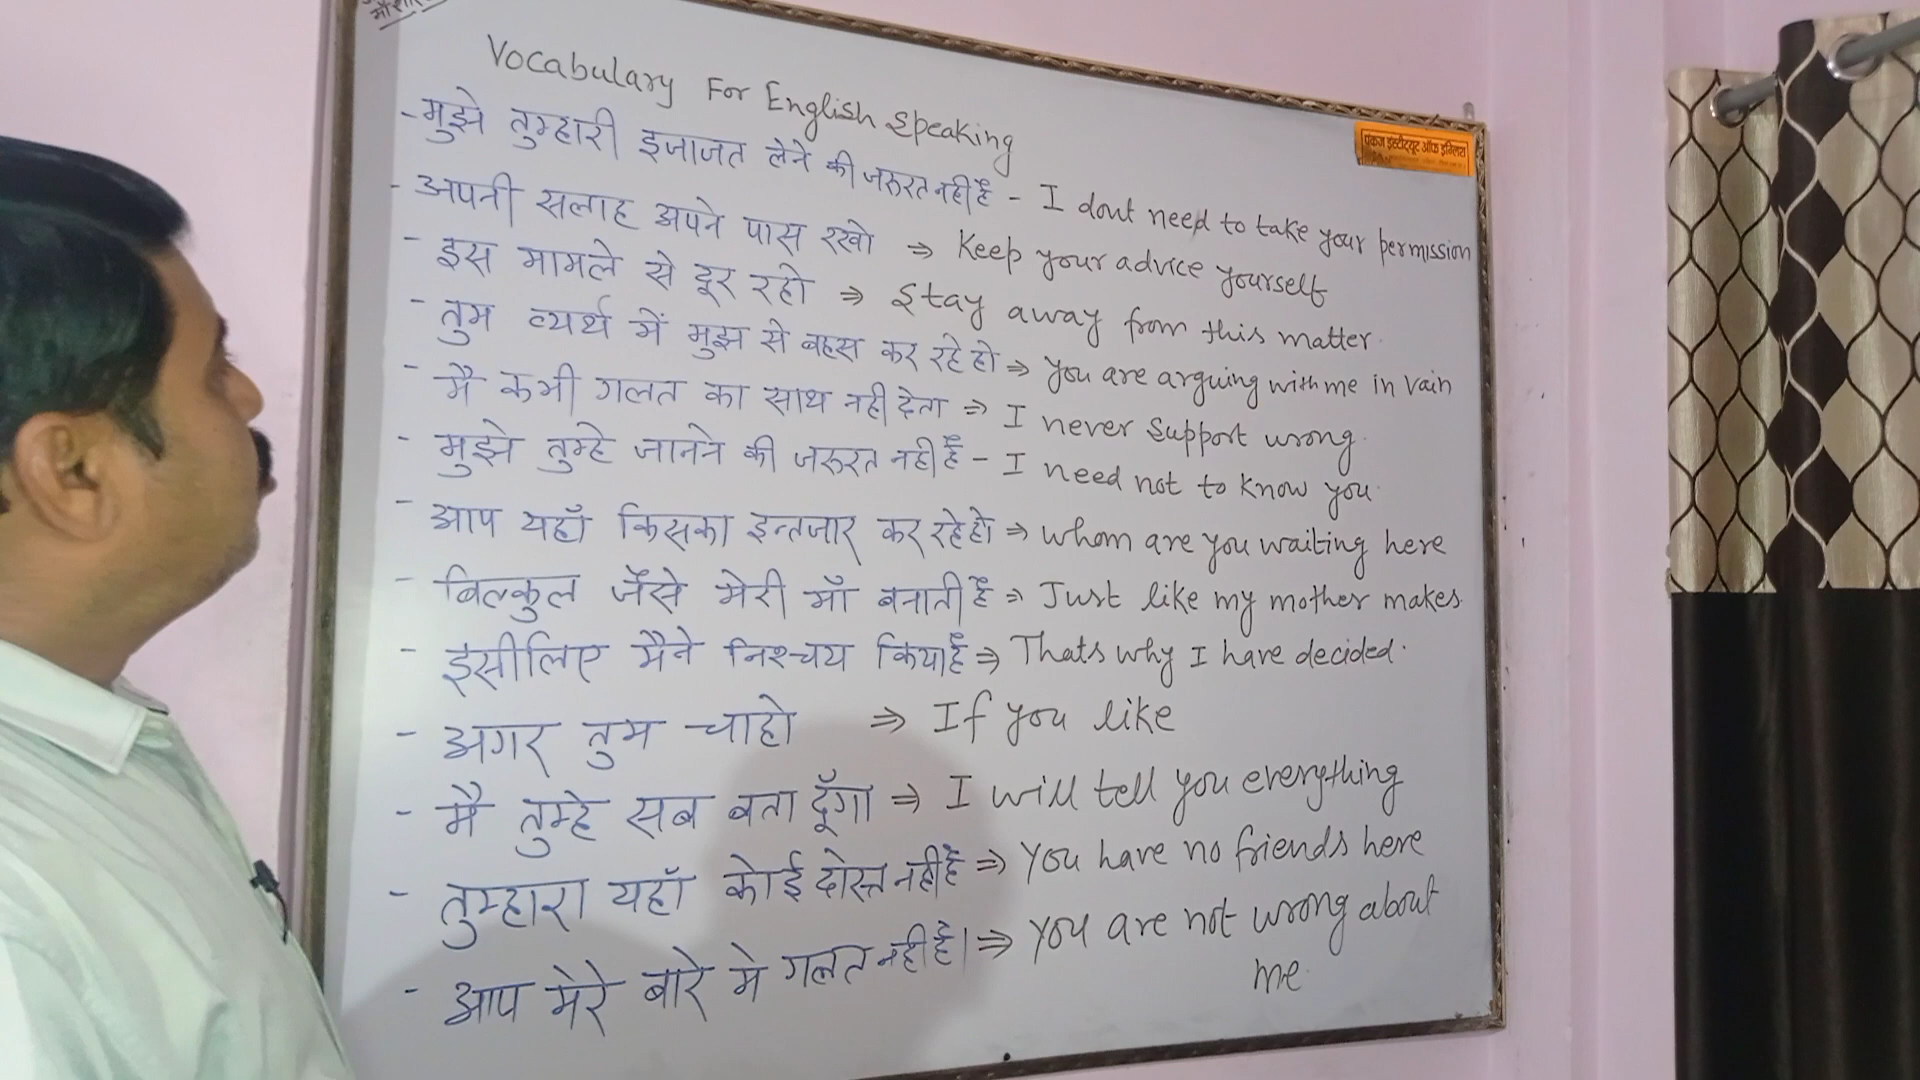 Vocabulary For English Speaking
पंकज इंस्टीट्यूट ऑफ इंग्लिश
- मुझे तुम्हारी इजाजत लेने की जरुरत नही है - I dont need to take your permission
- अपनी सलाह अपने पास रखो ⇒ Keep your advice yourself
- इस मामले से दूर रहो ⇒ Stay away from this matter.
- तुम व्यर्थ में मुझ से बहस कर रहे हो ⇒ you are arguing with me in vain
- मै कभी गलत का साथ नही देता ⇒ I never support wrong.
- मुझे तुम्हे जानने की जरुरत नही है - I need not to know you.
- आप यहाँ किसका इन्तजार कर रहे हो ⇒ whom are you waiting here
- बिल्कुल जैसे मेरी माँ बनाती है ⇒ Just like my mother makes.
- इसीलिए मैने निश्चय किया है ⇒ Thats why I have decided.
- अगर तुम चाहो ⇒ If you like
- मै तुम्हे सब बता दूँगा ⇒ I will tell you everything
- तुम्हारा यहाँ कोई दोस्त नही है ⇒ you have no friends here
- आप मेरे बारे मे गलत नही है। ⇒ you are not wrong about
me.